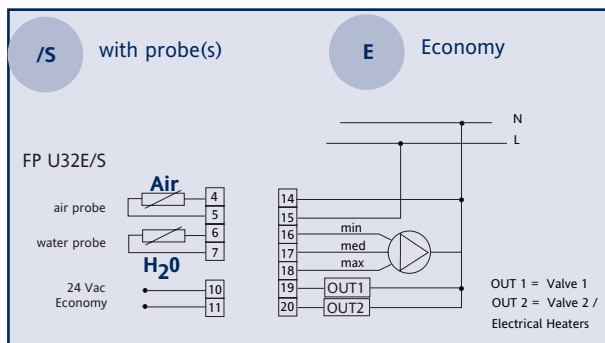 /S with probe(s)
E Economy
N
L
FP U32E/S
Air
air probe
4
5
water probe
6
7
H20
24 Vac
Economy
10
11
14
15
16 min
17 med
18 max
19 OUT1
20 OUT2
OUT 1 = Valve 1
OUT 2 = Valve 2 /
Electrical Heaters